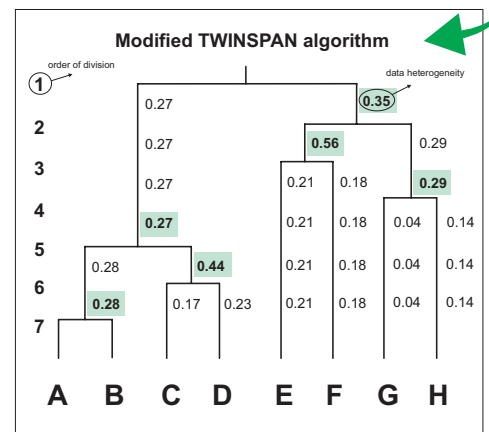 Modified TWINSPAN algorithm
order of division
data heterogeneity
1
0.27 0.35
2
0.27 0.56 0.29
3
0.27 0.21 0.18 0.29
4
0.27 0.21 0.18 0.04 0.14
5
0.28 0.44 0.21 0.18 0.04 0.14
6
0.28 0.17 0.23 0.21 0.18 0.04 0.14
7
A B C D E F G H